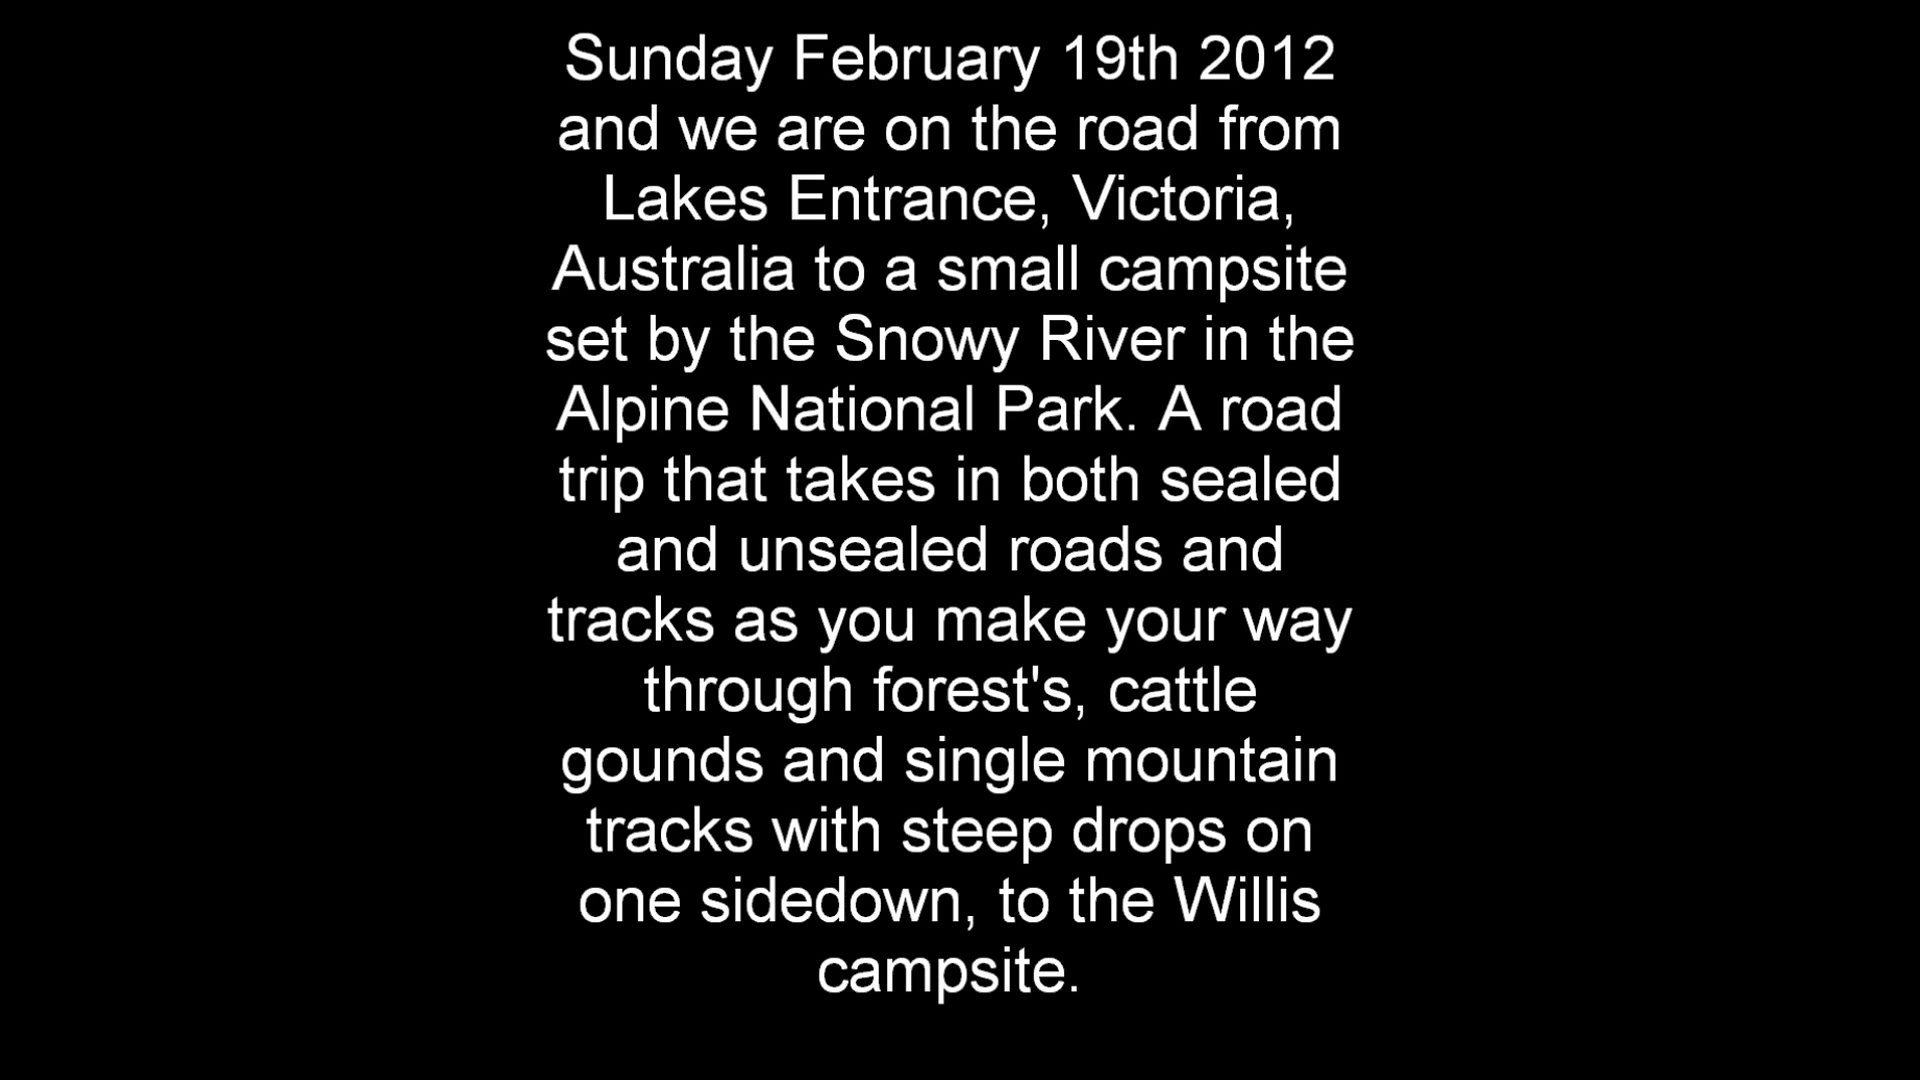 Sunday February 19th 2012
and we are on the road from
Lakes Entrance, Victoria,
Australia to a small campsite
set by the Snowy River in the
Alpine National Park. A road
trip that takes in both sealed
and unsealed roads and
tracks as you make your way
through forest's, cattle
gounds and single mountain
tracks with steep drops on
one sidedown, to the Willis
campsite.